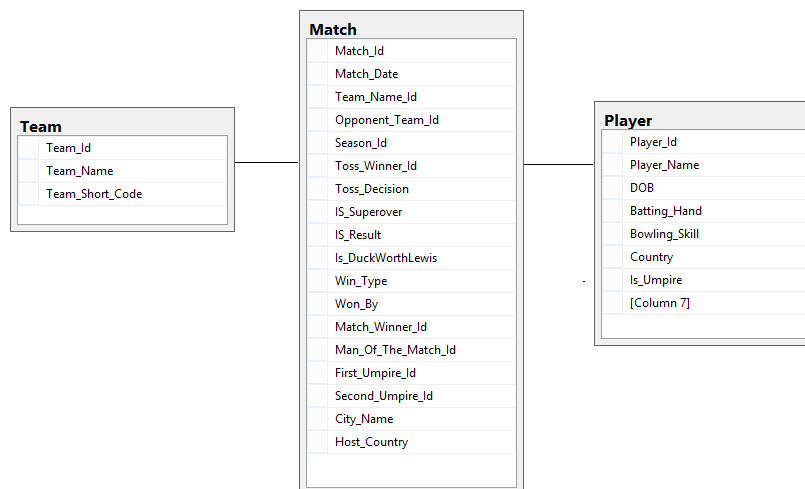 Team
Team_Id
Team_Name
Team_Short_Code
Match
Match_Id
Match_Date
Team_Name_Id
Opponent_Team_Id
Season_Id
Toss_Winner_Id
Toss_Decision
IS_Superover
IS_Result
Is_DuckWorthLewis
Win_Type
Won_By
Match_Winner_Id
Man_Of_The_Match_Id
First_Umpire_Id
Second_Umpire_Id
City_Name
Host_Country
Player
Player_Id
Player_Name
DOB
Batting_Hand
Bowling_Skill
Country
Is_Umpire
[Column 7]